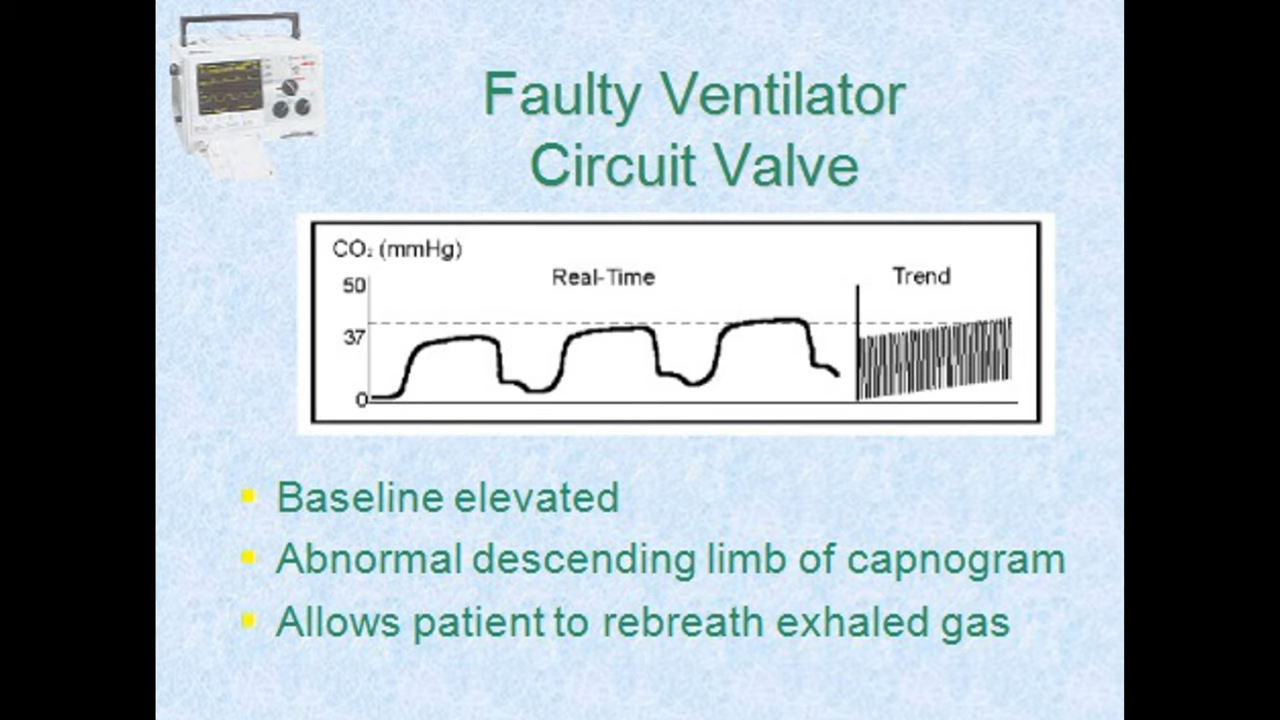 Faulty Ventilator
Circuit Valve
CO₂ (mmHg)
Real-Time
Trend
50
37
0
Baseline elevated
Abnormal descending limb of capnogram
Allows patient to rebreath exhaled gas